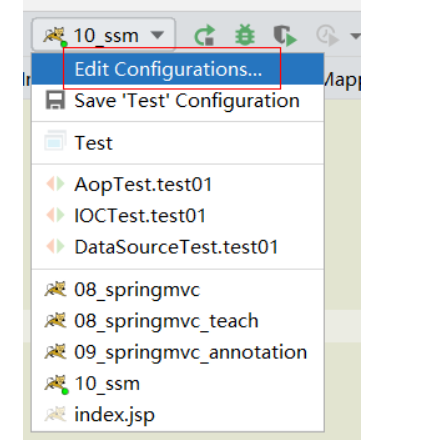 10_ssm
Edit Configurations...
Mapp
Save 'Test' Configuration
Test
AopTest.test01
IOCTest.test01
DataSourceTest.test01
08_springmvc
08_springmvc_teach
09_springmvc_annotation
10_ssm
index.jsp